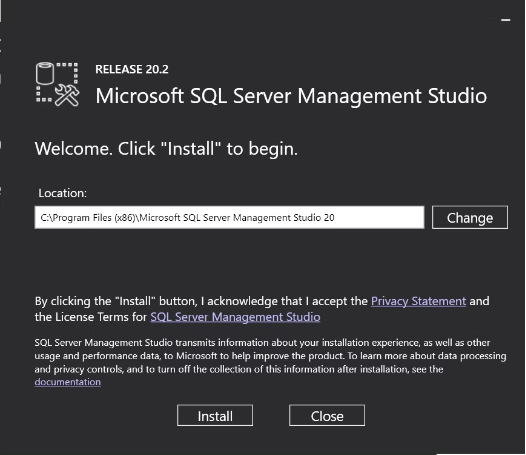 RELEASE 20.2
Microsoft SQL Server Management Studio
Welcome. Click "Install" to begin.
Location:
C:\Program Files (x86)\Microsoft SQL Server Management Studio 20
Change
By clicking the "Install" button, I acknowledge that I accept the Privacy Statement and
the License Terms for SQL Server Management Studio
SQL Server Management Studio transmits information about your installation experience, as well as other
usage and performance data, to Microsoft to help improve the product. To learn more about data processing
and privacy controls, and to turn off the collection of this information after installation, see the
documentation
Install
Close